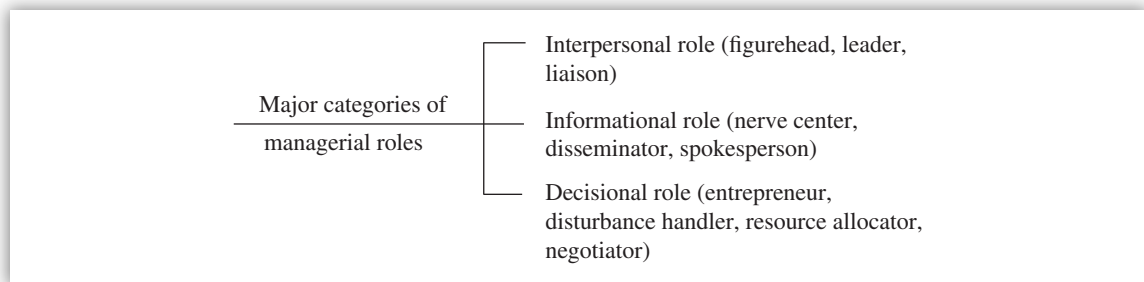 Major categories of
managerial roles
Interpersonal role (figurehead, leader,
liaison)
Informational role (nerve center,
disseminator, spokesperson)
Decisional role (entrepreneur,
disturbance handler, resource allocator,
negotiator)